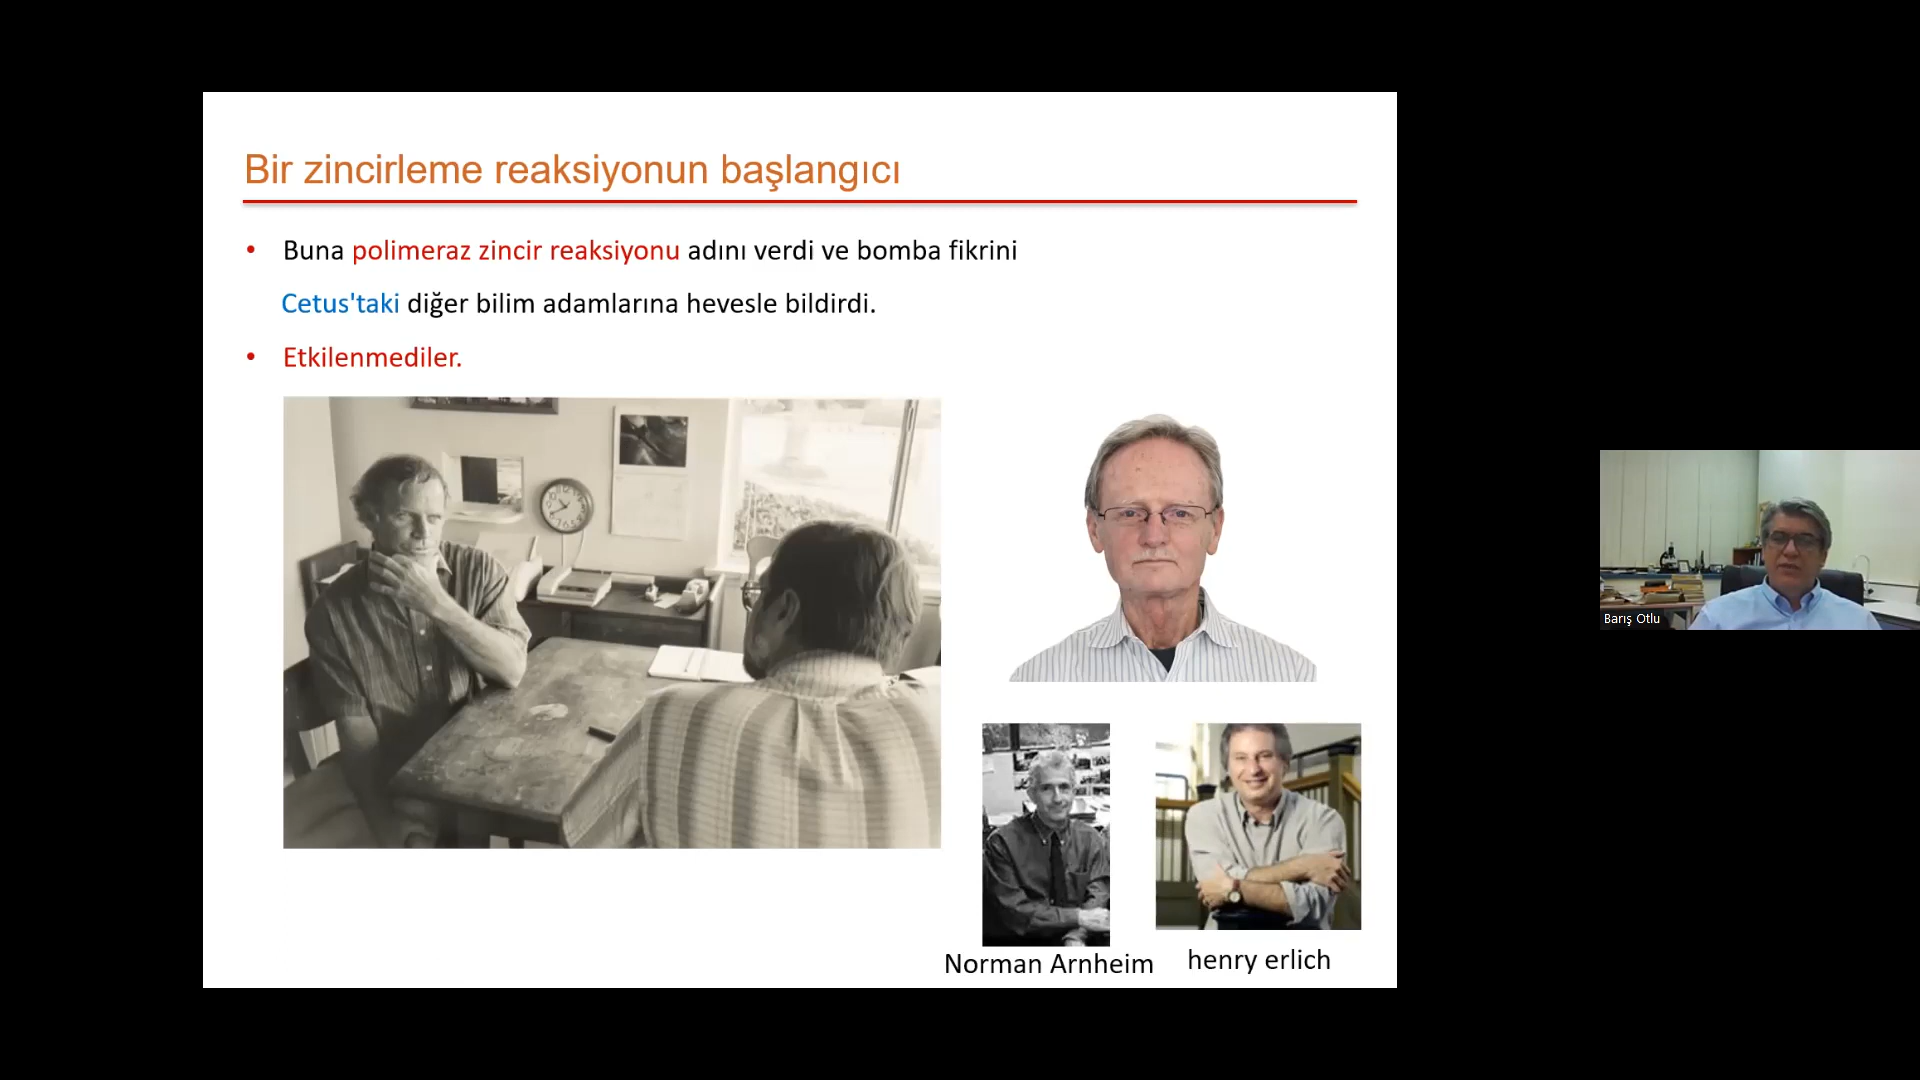 Bir zincirleme reaksiyonun başlangıcı
• Buna polimeraz zincir reaksiyonu adını verdi ve bomba fikrini
Cetus'taki diğer bilim adamlarına hevesle bildirdi.
• Etkilenmediler.
Norman Arnheim
henry erlich
Barış Otlu